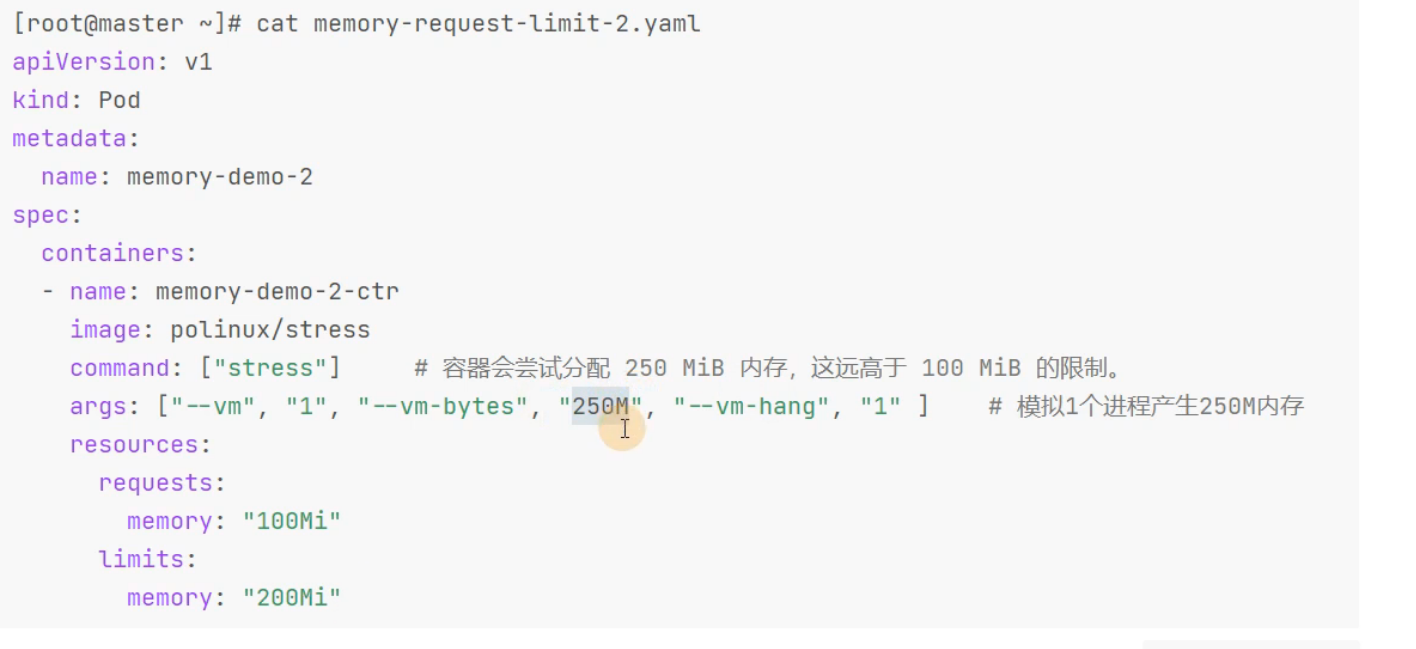 [root@master ~]# cat memory-request-limit-2.yaml
apiVersion: v1
kind: Pod
metadata:
  name: memory-demo-2
spec:
  containers:
  - name: memory-demo-2-ctr
    image: polinux/stress
    command: ["stress"]     # 容器会尝试分配 250 MiB 内存，这远高于 100 MiB 的限制。
    args: ["--vm", "1", "--vm-bytes", "250M", "--vm-hang", "1" ]    # 模拟1个进程产生250M内存
    resources:
      requests:
        memory: "100Mi"
      limits:
        memory: "200Mi"